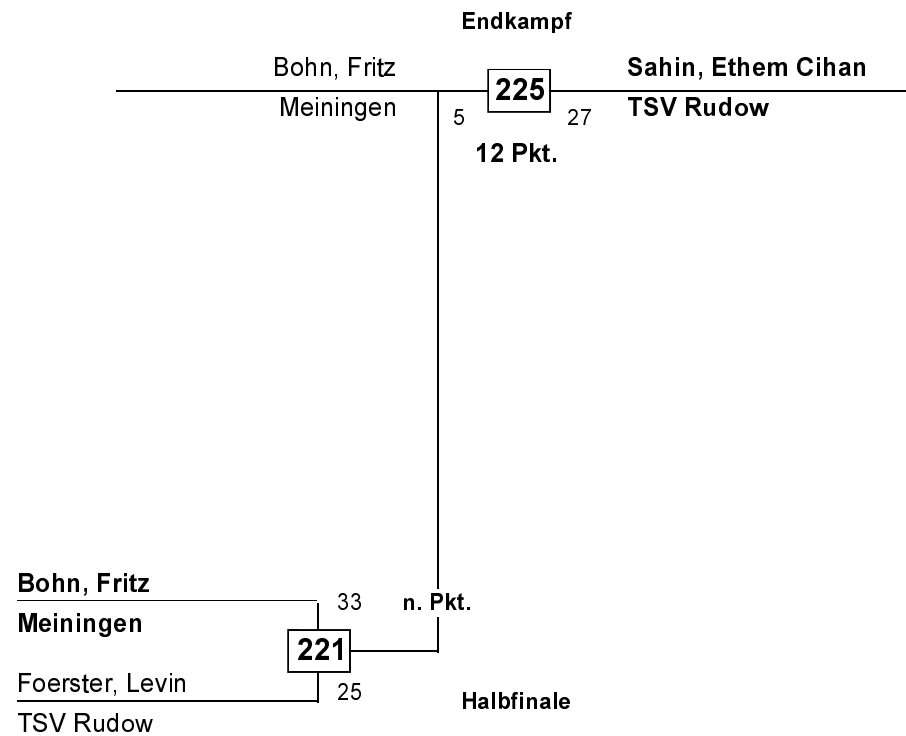 Endkampf
Bohn, Fritz
Meiningen
5
225
27
12 Pkt.
Sahin, Ethem Cihan
TSV Rudow
Bohn, Fritz
Meiningen
33
n. Pkt.
221
Foerster, Levin
TSV Rudow
25
Halbfinale